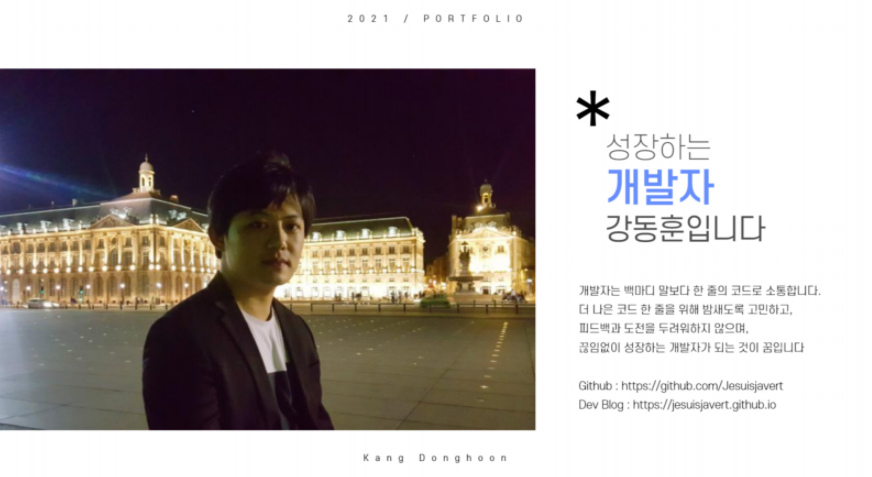 2021 / PORTFOLIO
*
성장하는
개발자
강동훈입니다
개발자는 백마디 말보다 한 줄의 코드로 소통합니다.
더 나은 코드 한 줄을 위해 밤새도록 고민하고,
피드백과 도전을 두려워하지 않으며,
끊임없이 성장하는 개발자가 되는 것이 꿈입니다
Github : https://github.com/Jesuisjavert
Dev Blog : https://jesuisjavert.github.io
Kang Donghoon